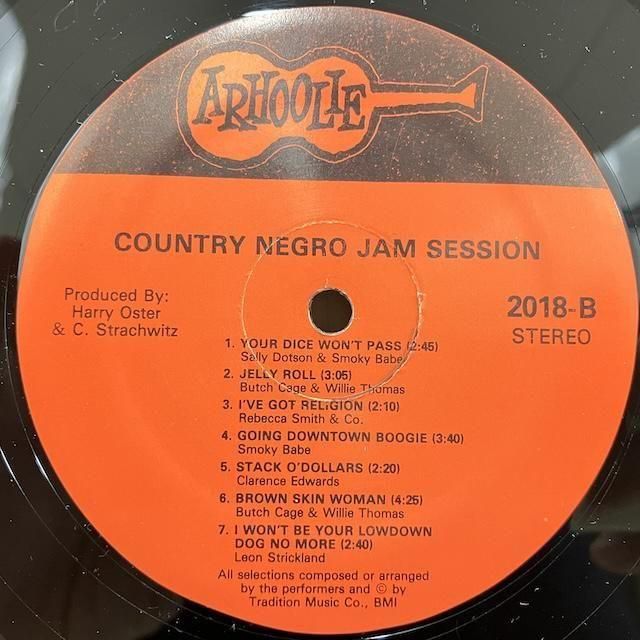 ARHOOLIE
COUNTRY NEGRO JAM SESSION
Produced By:
Harry Oster
& C. Strachwitz
2018-B
STEREO
1. YOUR DICE WON'T PASS (2:45)
Sally Dotson & Smoky Babe
2. JELLY ROLL (3:05)
Butch Cage & Willie Thomas
3. I'VE GOT RELIGION (2:10)
Rebecca Smith & Co.
4. GOING DOWNTOWN BOOGIE (3:40)
Smoky Babe
5. STACK O'DOLLARS (2:20)
Clarence Edwards
6. BROWN SKIN WOMAN (4:25)
Butch Cage & Willie Thomas
7. I WON'T BE YOUR LOWDOWN
DOG NO MORE (2:40)
Leon Strickland
All selections composed or arranged
by the performers and © by
Tradition Music Co., BMI